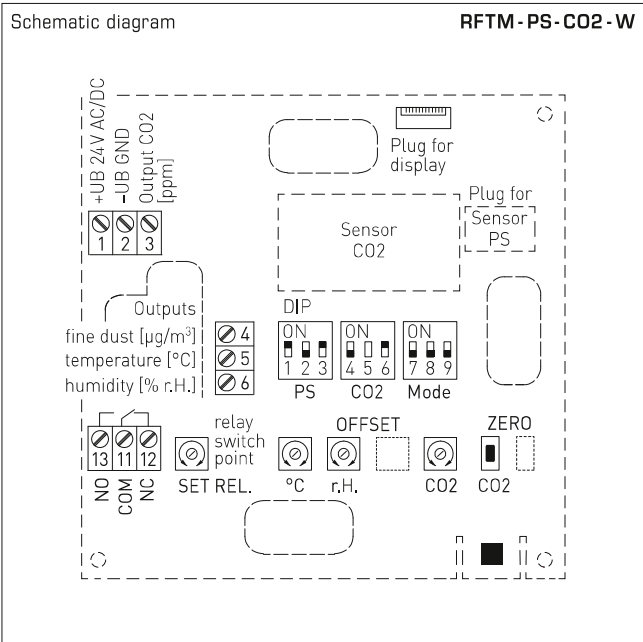 Schematic diagram
RFTM-PS-CO2-W
+UB 24V AC/DC
-UB GND
Output CO2
[ppm]
1 2 3
Plug for
display
Sensor
CO2
Plug for
Sensor
PS
Outputs
fine dust [µg/m³]
temperature [°C]
humidity [% r.H.]
4
5
6
DIP
ON
1 2 3
PS
ON
4 5 6
CO2
ON
7 8 9
Mode
13 11 12
NO
COM
NC
relay
switch
point
SET REL.
OFFSET
°C
r.H.
CO2
ZERO
CO2